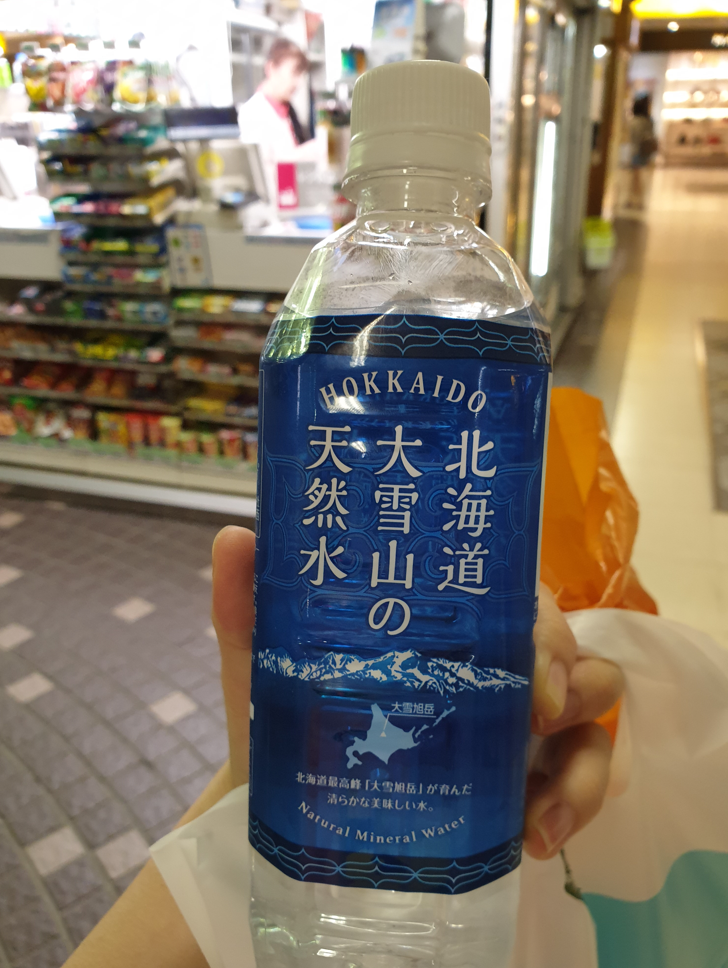 HOKKAIDO
北海道
大雪山の
天然水
大雪旭岳
北海道最高峰「大雪旭岳」が育んだ
清らかな美味しい水。
Natural Mineral Water